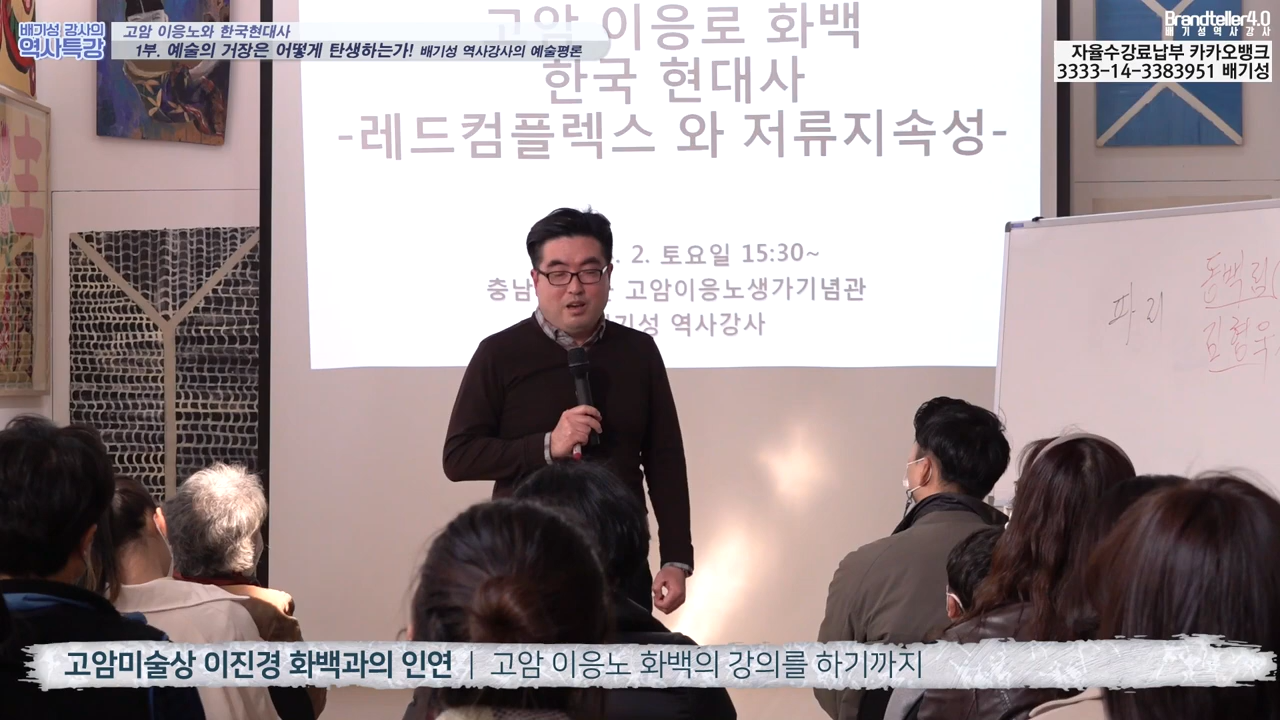 배기성 강사의
역사특강
고암 이응노와 한국현대사
1부. 예술의 거장은 어떻게 탄생하는가! 배기성 역사강사의 예술평론
Brandteller4.0
배기성역사강사
자율수강료납부 카카오뱅크
3333-14-3383951 배기성
고암 이응로 화백
한국 현대사
-레드컴플렉스 와 저류지속성-
2. 토요일 15:30~
충남 고암이응노생가기념관
배기성 역사강사
파리
돈백림
김형욱
고암미술상 이진경 화백과의 인연 | 고암 이응노 화백의 강의를 하기까지